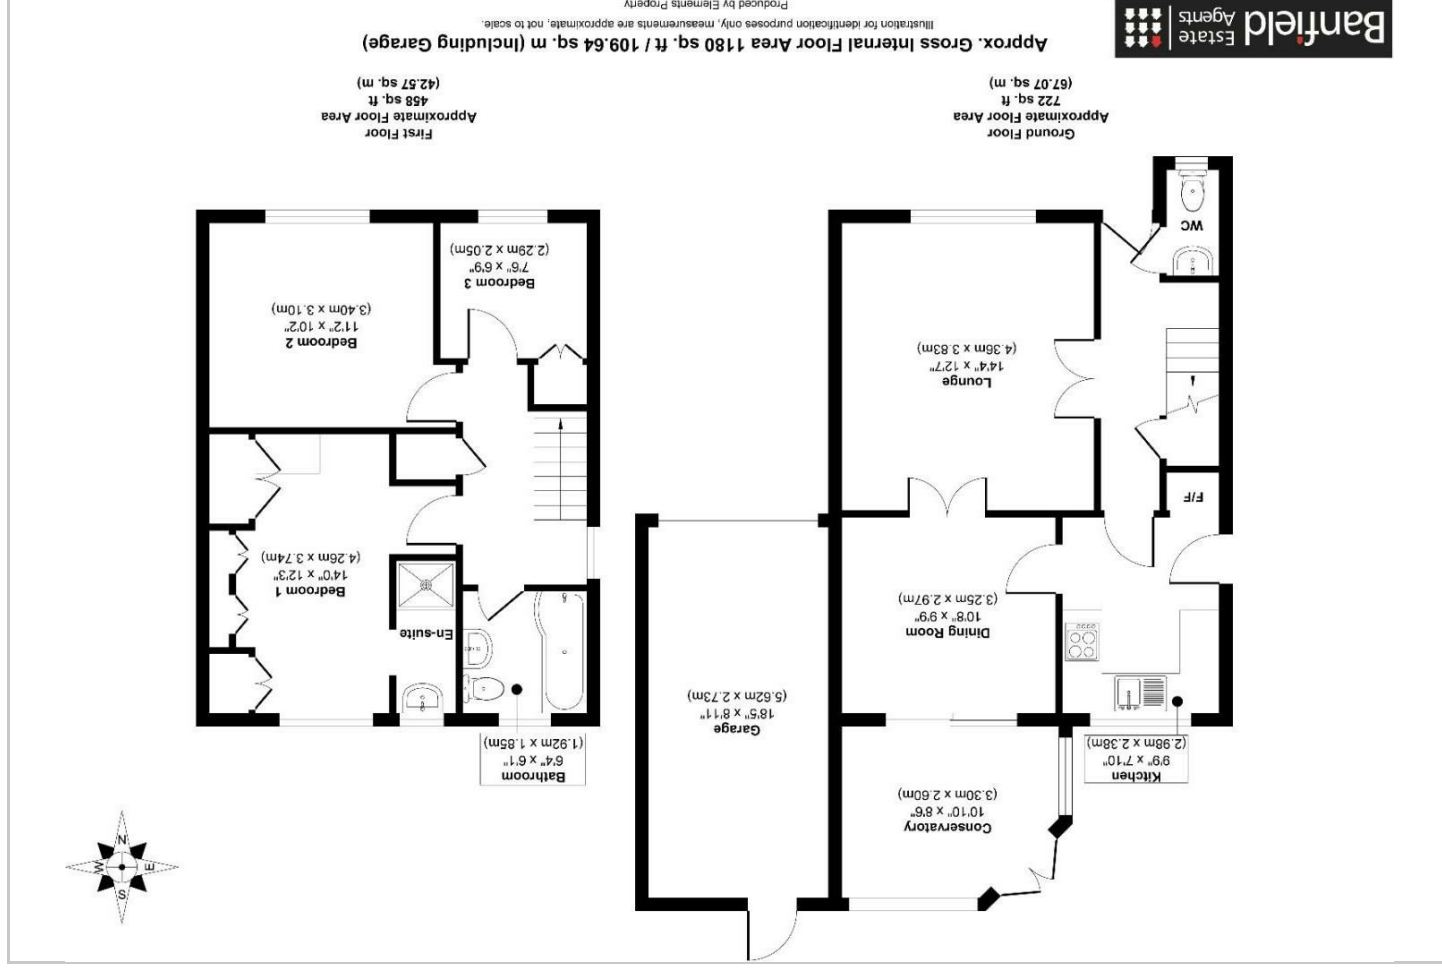 Conservatory
10'10" x 8'6"
(3.30m x 2.60m)
Kitchen
9'9" x 7'10"
(2.98m x 2.38m)
Garage
18'5" x 8'11"
(5.62m x 2.73m)
Dining Room
10'8" x 9'9"
(3.25m x 2.97m)
F/F
Lounge
14'4" x 12'7"
(4.36m x 3.83m)
WC
Ground Floor
Approximate Floor Area
722 sq. ft
(67.07 sq. m)
S
E
W
N
Bathroom
6'4" x 6'1"
(1.92m x 1.85m)
En-suite
Bedroom 1
14'0" x 12'3"
(4.26m x 3.74m)
Bedroom 2
11'2" x 10'2"
(3.40m x 3.10m)
Bedroom 3
7'6" x 6'9"
(2.29m x 2.05m)
First Floor
Approximate Floor Area
458 sq. ft
(42.57 sq. m)
Banfield Estate Agents
Approx. Gross Internal Floor Area 1180 sq. ft / 109.64 sq. m (Including Garage)
Illustration for identification purposes only, measurements are approximate, not to scale.
Produced by Elements Property